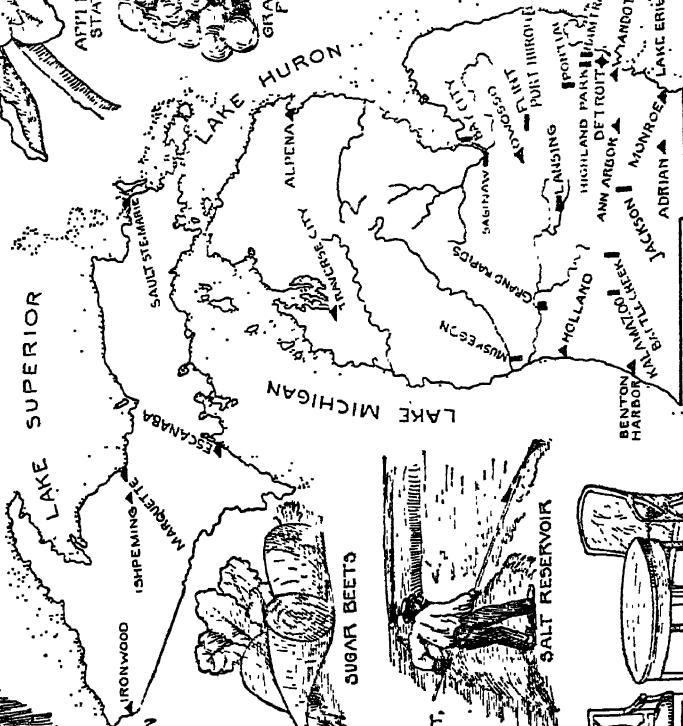 LAKE SUPERIOR
LAKE HURON
LAKE MICHIGAN
LAKE ERIE
IRONWOOD
ISHPEMING
MARQUETTE
ESCANABA
SAULT STE. MARIE
ALPENA
TRAVERSE CITY
BAY CITY
SAGINAW
OWOSSO
FLINT
PORT HURON
PONTIAC
HIGHLAND PARK
DETROIT
ANN ARBOR
MONROE
ADRIAN
LANSING
JACKSON
GRAND RAPIDS
MUSKEGON
HOLLAND
BATTLE CREEK
KALAMAZOO
BENTON
HARBOR
SUGAR BEETS
SALT RESERVOIR